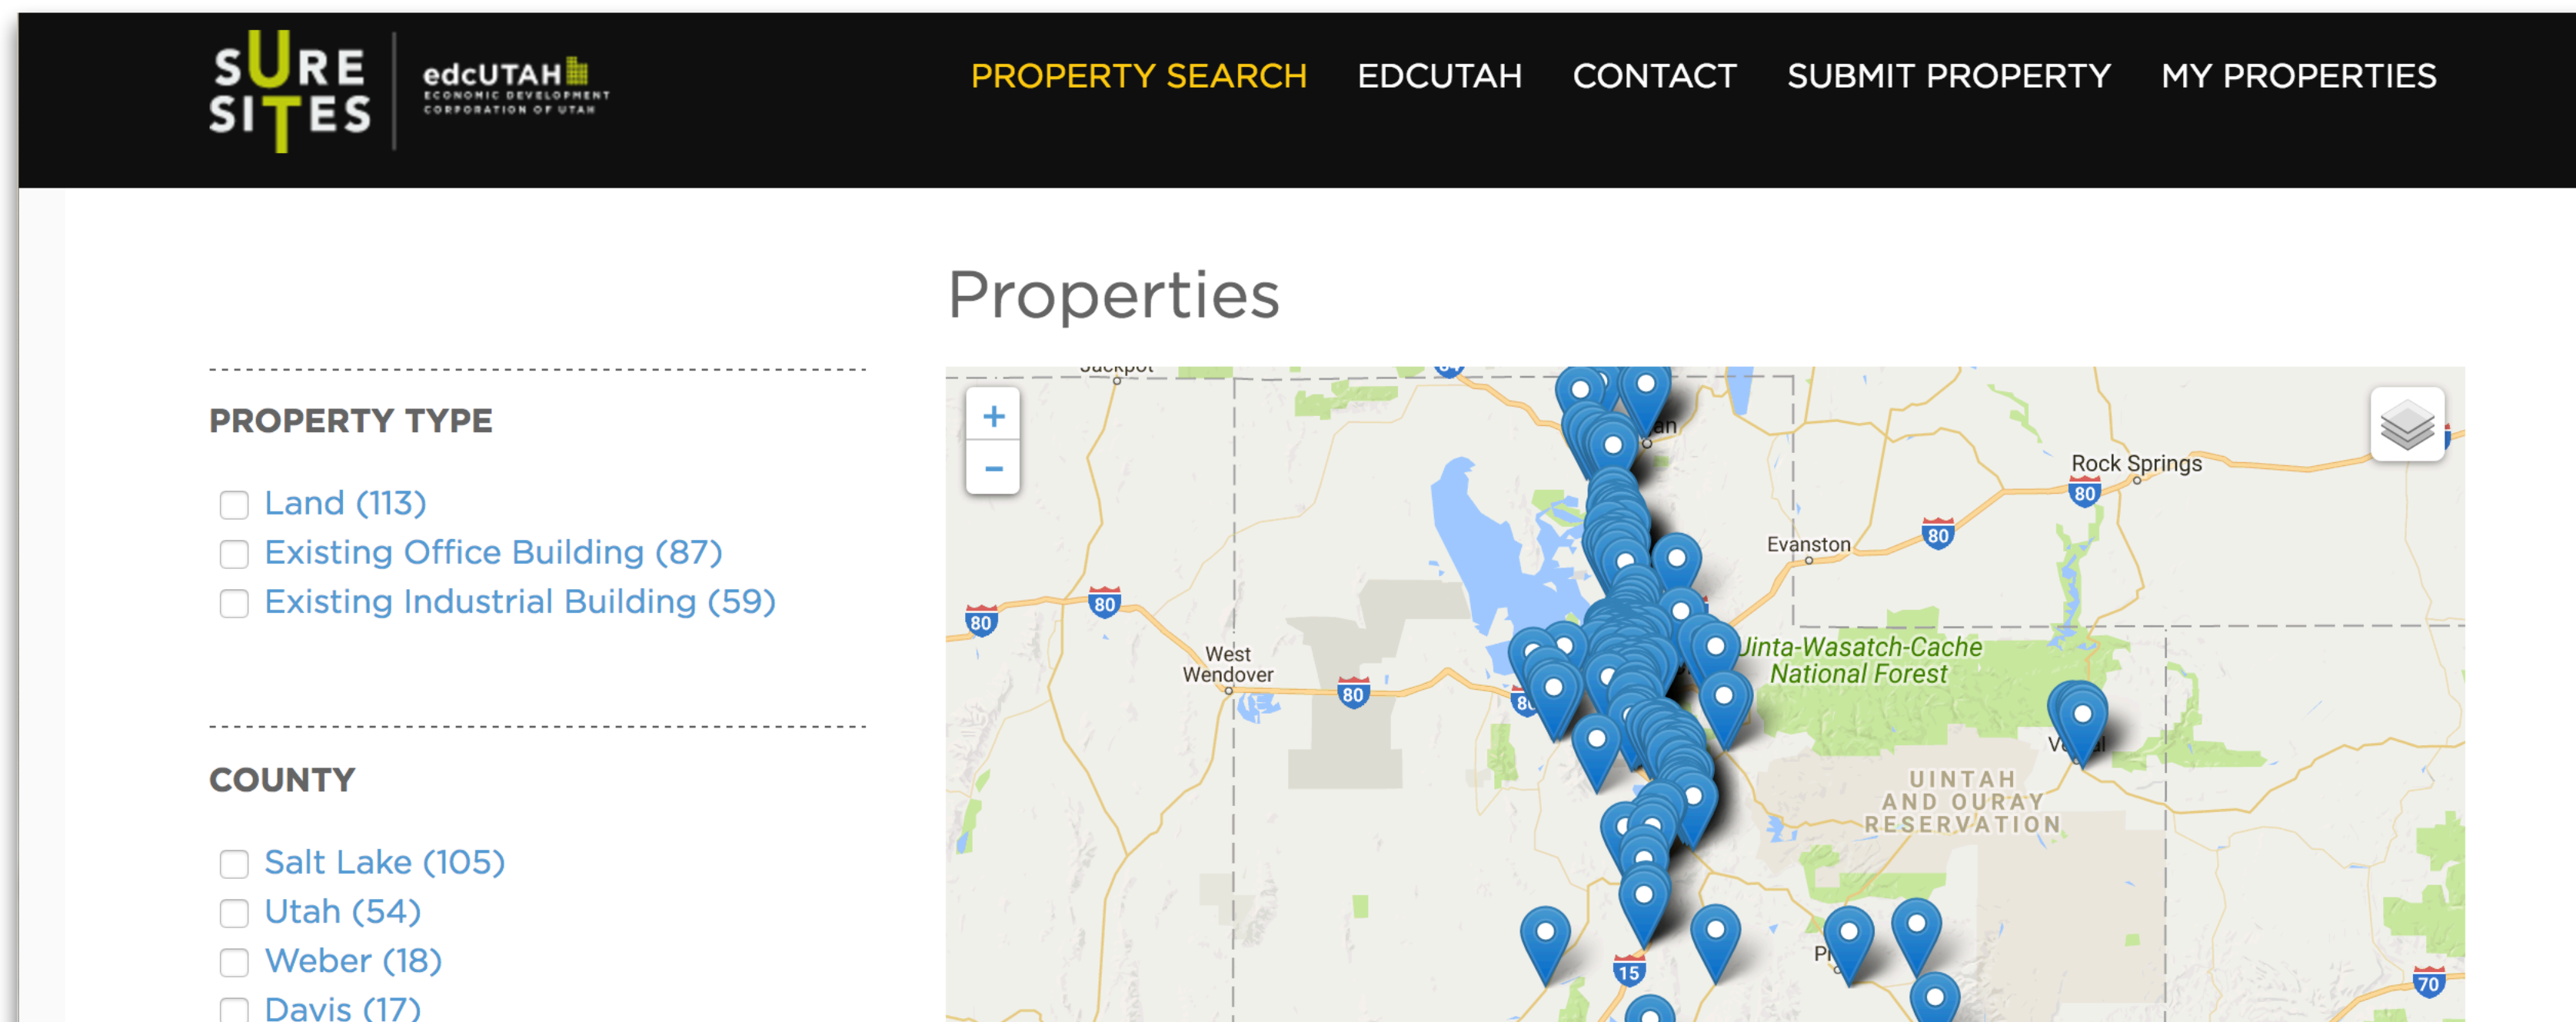 SURE
SITES
edcUTAH
ECONOMIC DEVELOPMENT
CORPORATION OF UTAH
PROPERTY SEARCH
EDCUTAH
CONTACT
SUBMIT PROPERTY
MY PROPERTIES
Properties
PROPERTY TYPE
Land (113)
Existing Office Building (87)
Existing Industrial Building (59)
COUNTY
Salt Lake (105)
Utah (54)
Weber (18)
Davis (17)
Jackpot
+
−
Rock Springs
80
80
Evanston
80
80
West
Wendover
80
Uinta-Wasatch-Cache
National Forest
UINTAH
AND OURAY
RESERVATION
15
70